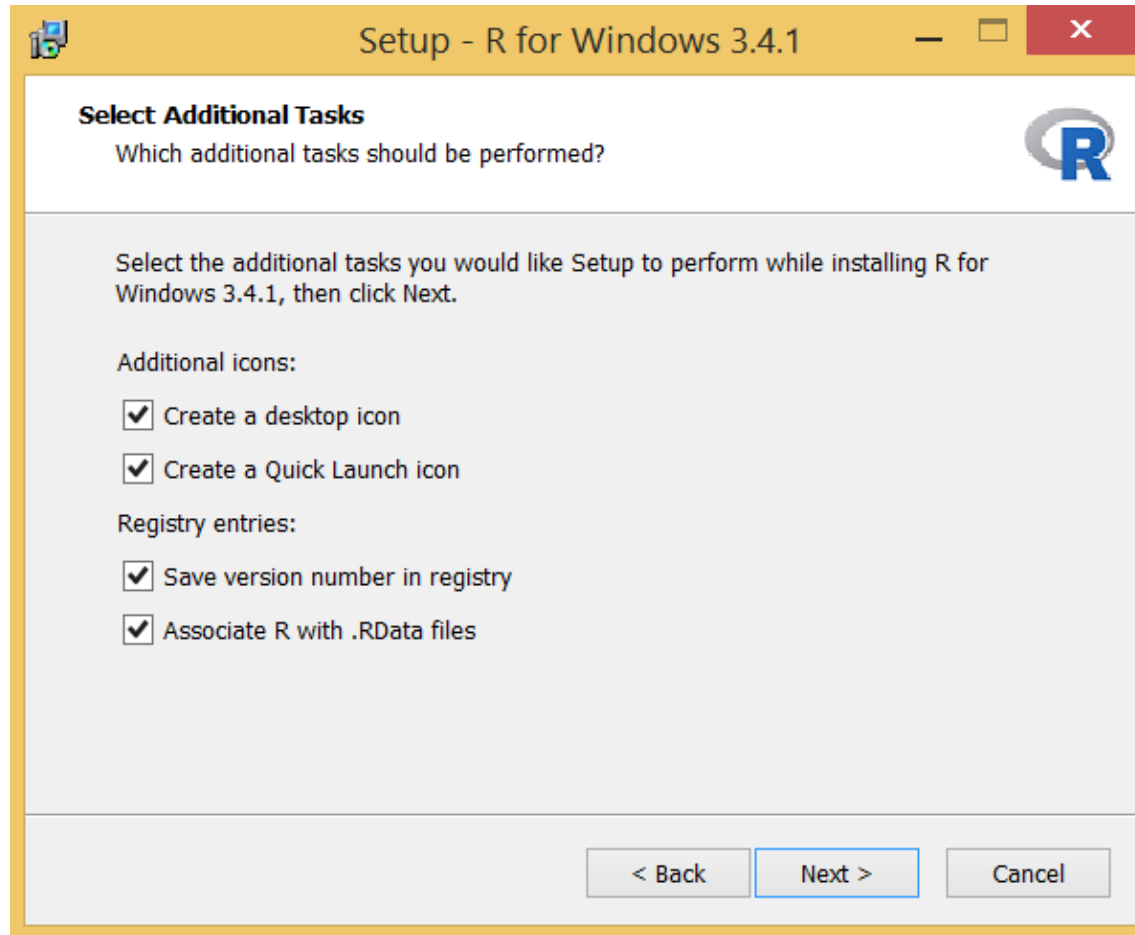 Setup - R for Windows 3.4.1
Select Additional Tasks
Which additional tasks should be performed?
R
Select the additional tasks you would like Setup to perform while installing R for
Windows 3.4.1, then click Next.
Additional icons:
Create a desktop icon
Create a Quick Launch icon
Registry entries:
Save version number in registry
Associate R with .RData files
< Back Next > Cancel